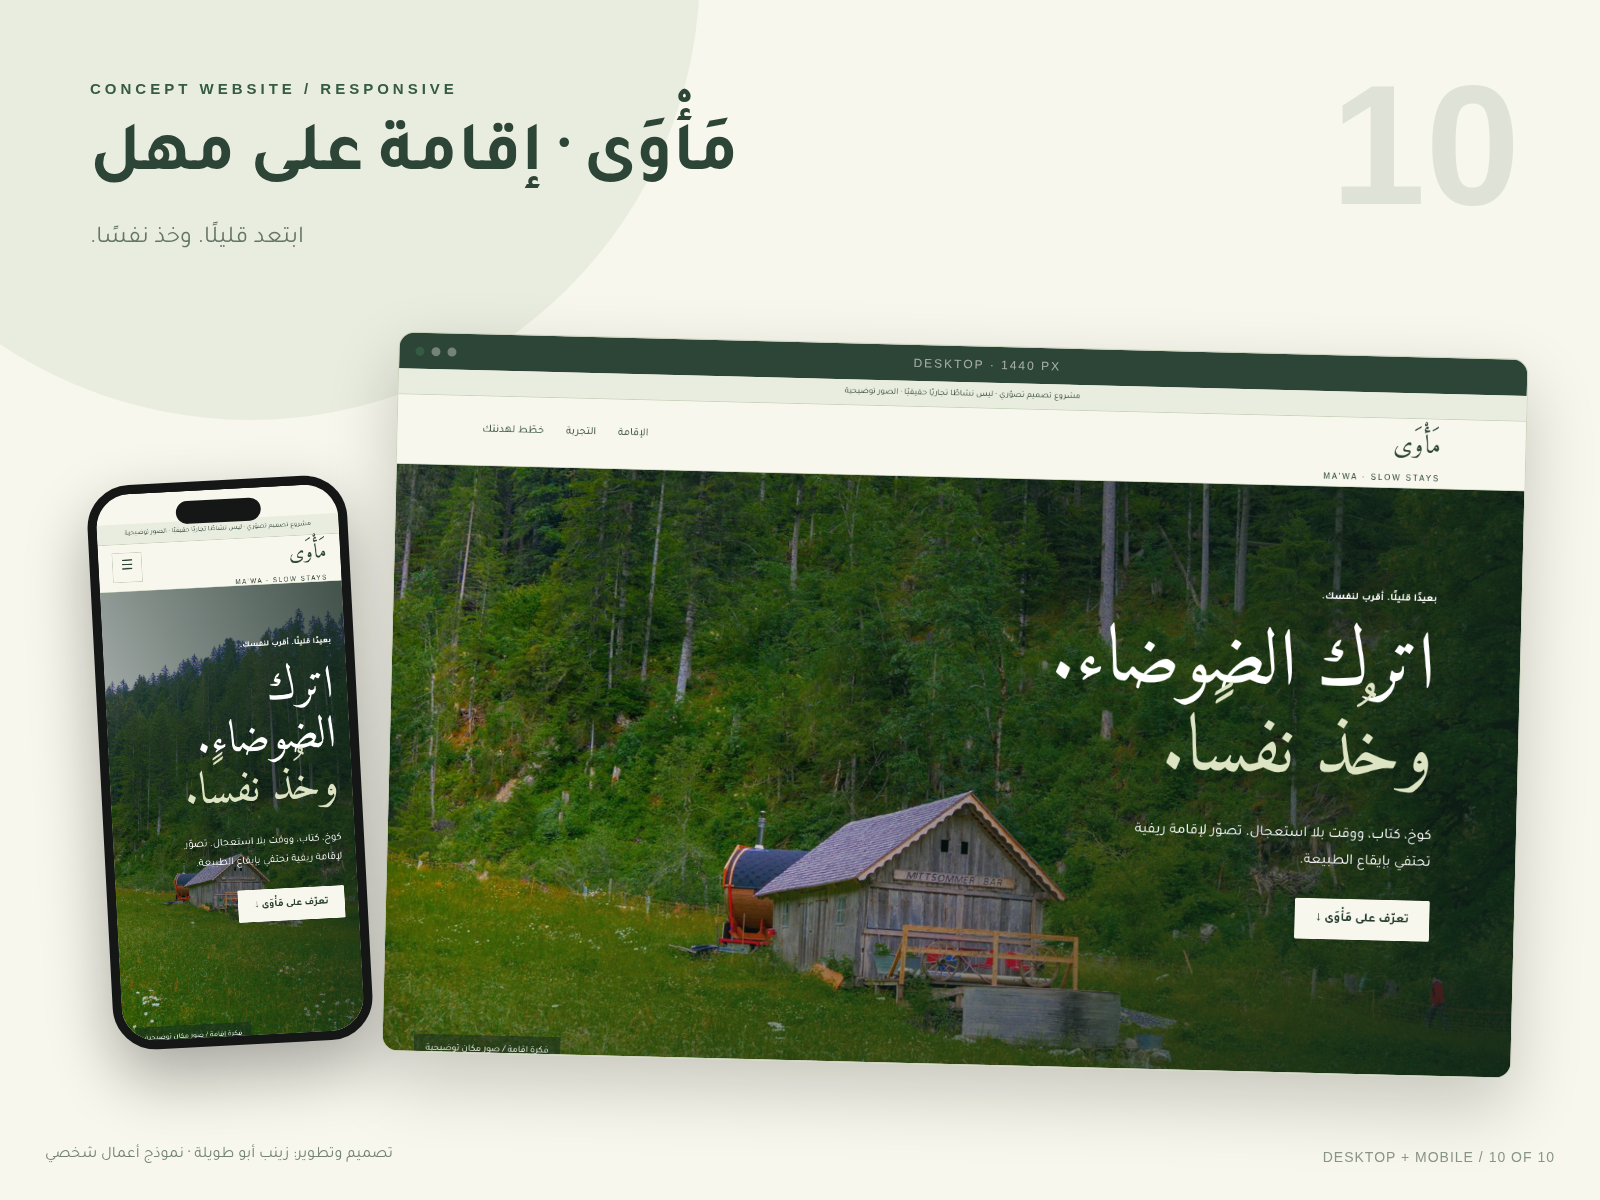 CONCEPT WEBSITE / RESPONSIVE
10
مَأْوَى · إقامة على مهل
ابتعد قليلًا. وخذ نفسًا.
DESKTOP · 1440 PX
مشروع تصميم تصوّري · ليس نشاطًا تجاريًا حقيقيًا · الصور توضيحية
مَأْوَى
MA'WA · SLOW STAYS
الإقامة
التجربة
خطّط لهدنتك
بعيدًا قليلًا. أقرب لنفسك.
اترك الضوضاء.
وخُذ نفسًا.
كوخ، كتاب، ووقت بلا استعجال. تصوّر لإقامة ريفية
تحتفي بإيقاع الطبيعة.
تعرّف على مَأْوَى ↓
MITTSOMMER BAR
فكرة إقامة / صور مكان توضيحية
مشروع تصميم تصوّري · ليس نشاطًا تجاريًا حقيقيًا · الصور توضيحية
مَأْوَى
MA'WA · SLOW STAYS
☰
بعيدًا قليلًا. أقرب لنفسك.
اترك
الضوضاء.
وخُذ نفسًا.
كوخ، كتاب، ووقت بلا استعجال. تصوّر
لإقامة ريفية تحتفي بإيقاع الطبيعة.
تعرّف على مَأْوَى ↓
فكرة إقامة / صور مكان توضيحية
تصميم وتطوير: زينب أبو طويلة · نموذج أعمال شخصي
DESKTOP + MOBILE / 10 OF 10